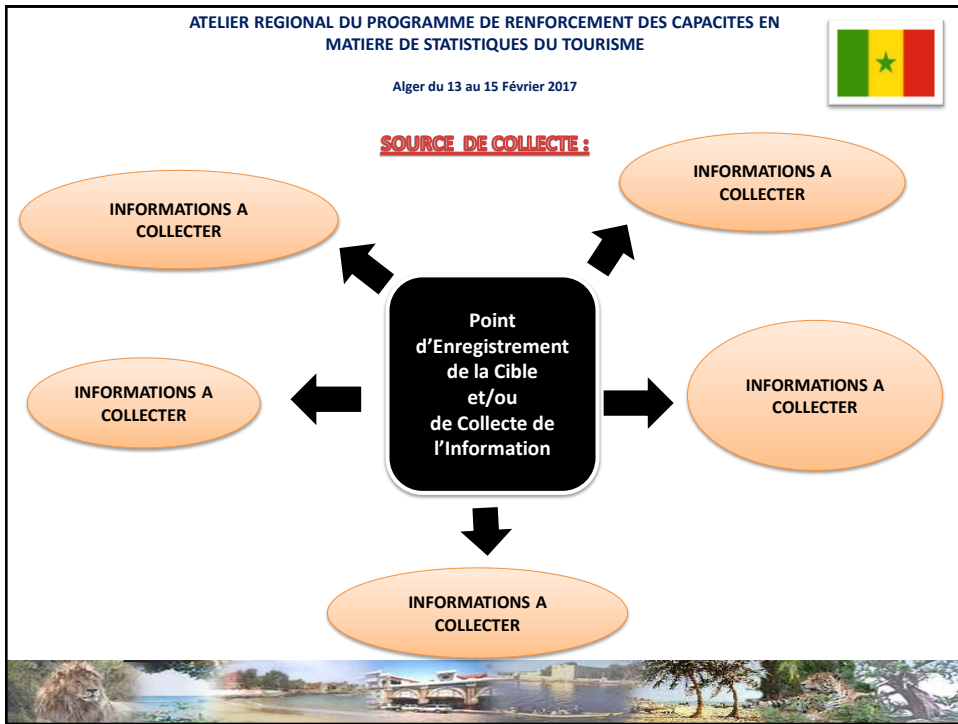 ATELIER REGIONAL DU PROGRAMME DE RENFORCEMENT DES CAPACITES EN
MATIERE DE STATISTIQUES DU TOURISME
Alger du 13 au 15 Février 2017
SOURCE DE COLLECTE :
INFORMATIONS A
COLLECTER
INFORMATIONS A
COLLECTER
Point
d’Enregistrement
de la Cible
et/ou
de Collecte de
l’Information
INFORMATIONS A
COLLECTER
INFORMATIONS A
COLLECTER
INFORMATIONS A
COLLECTER